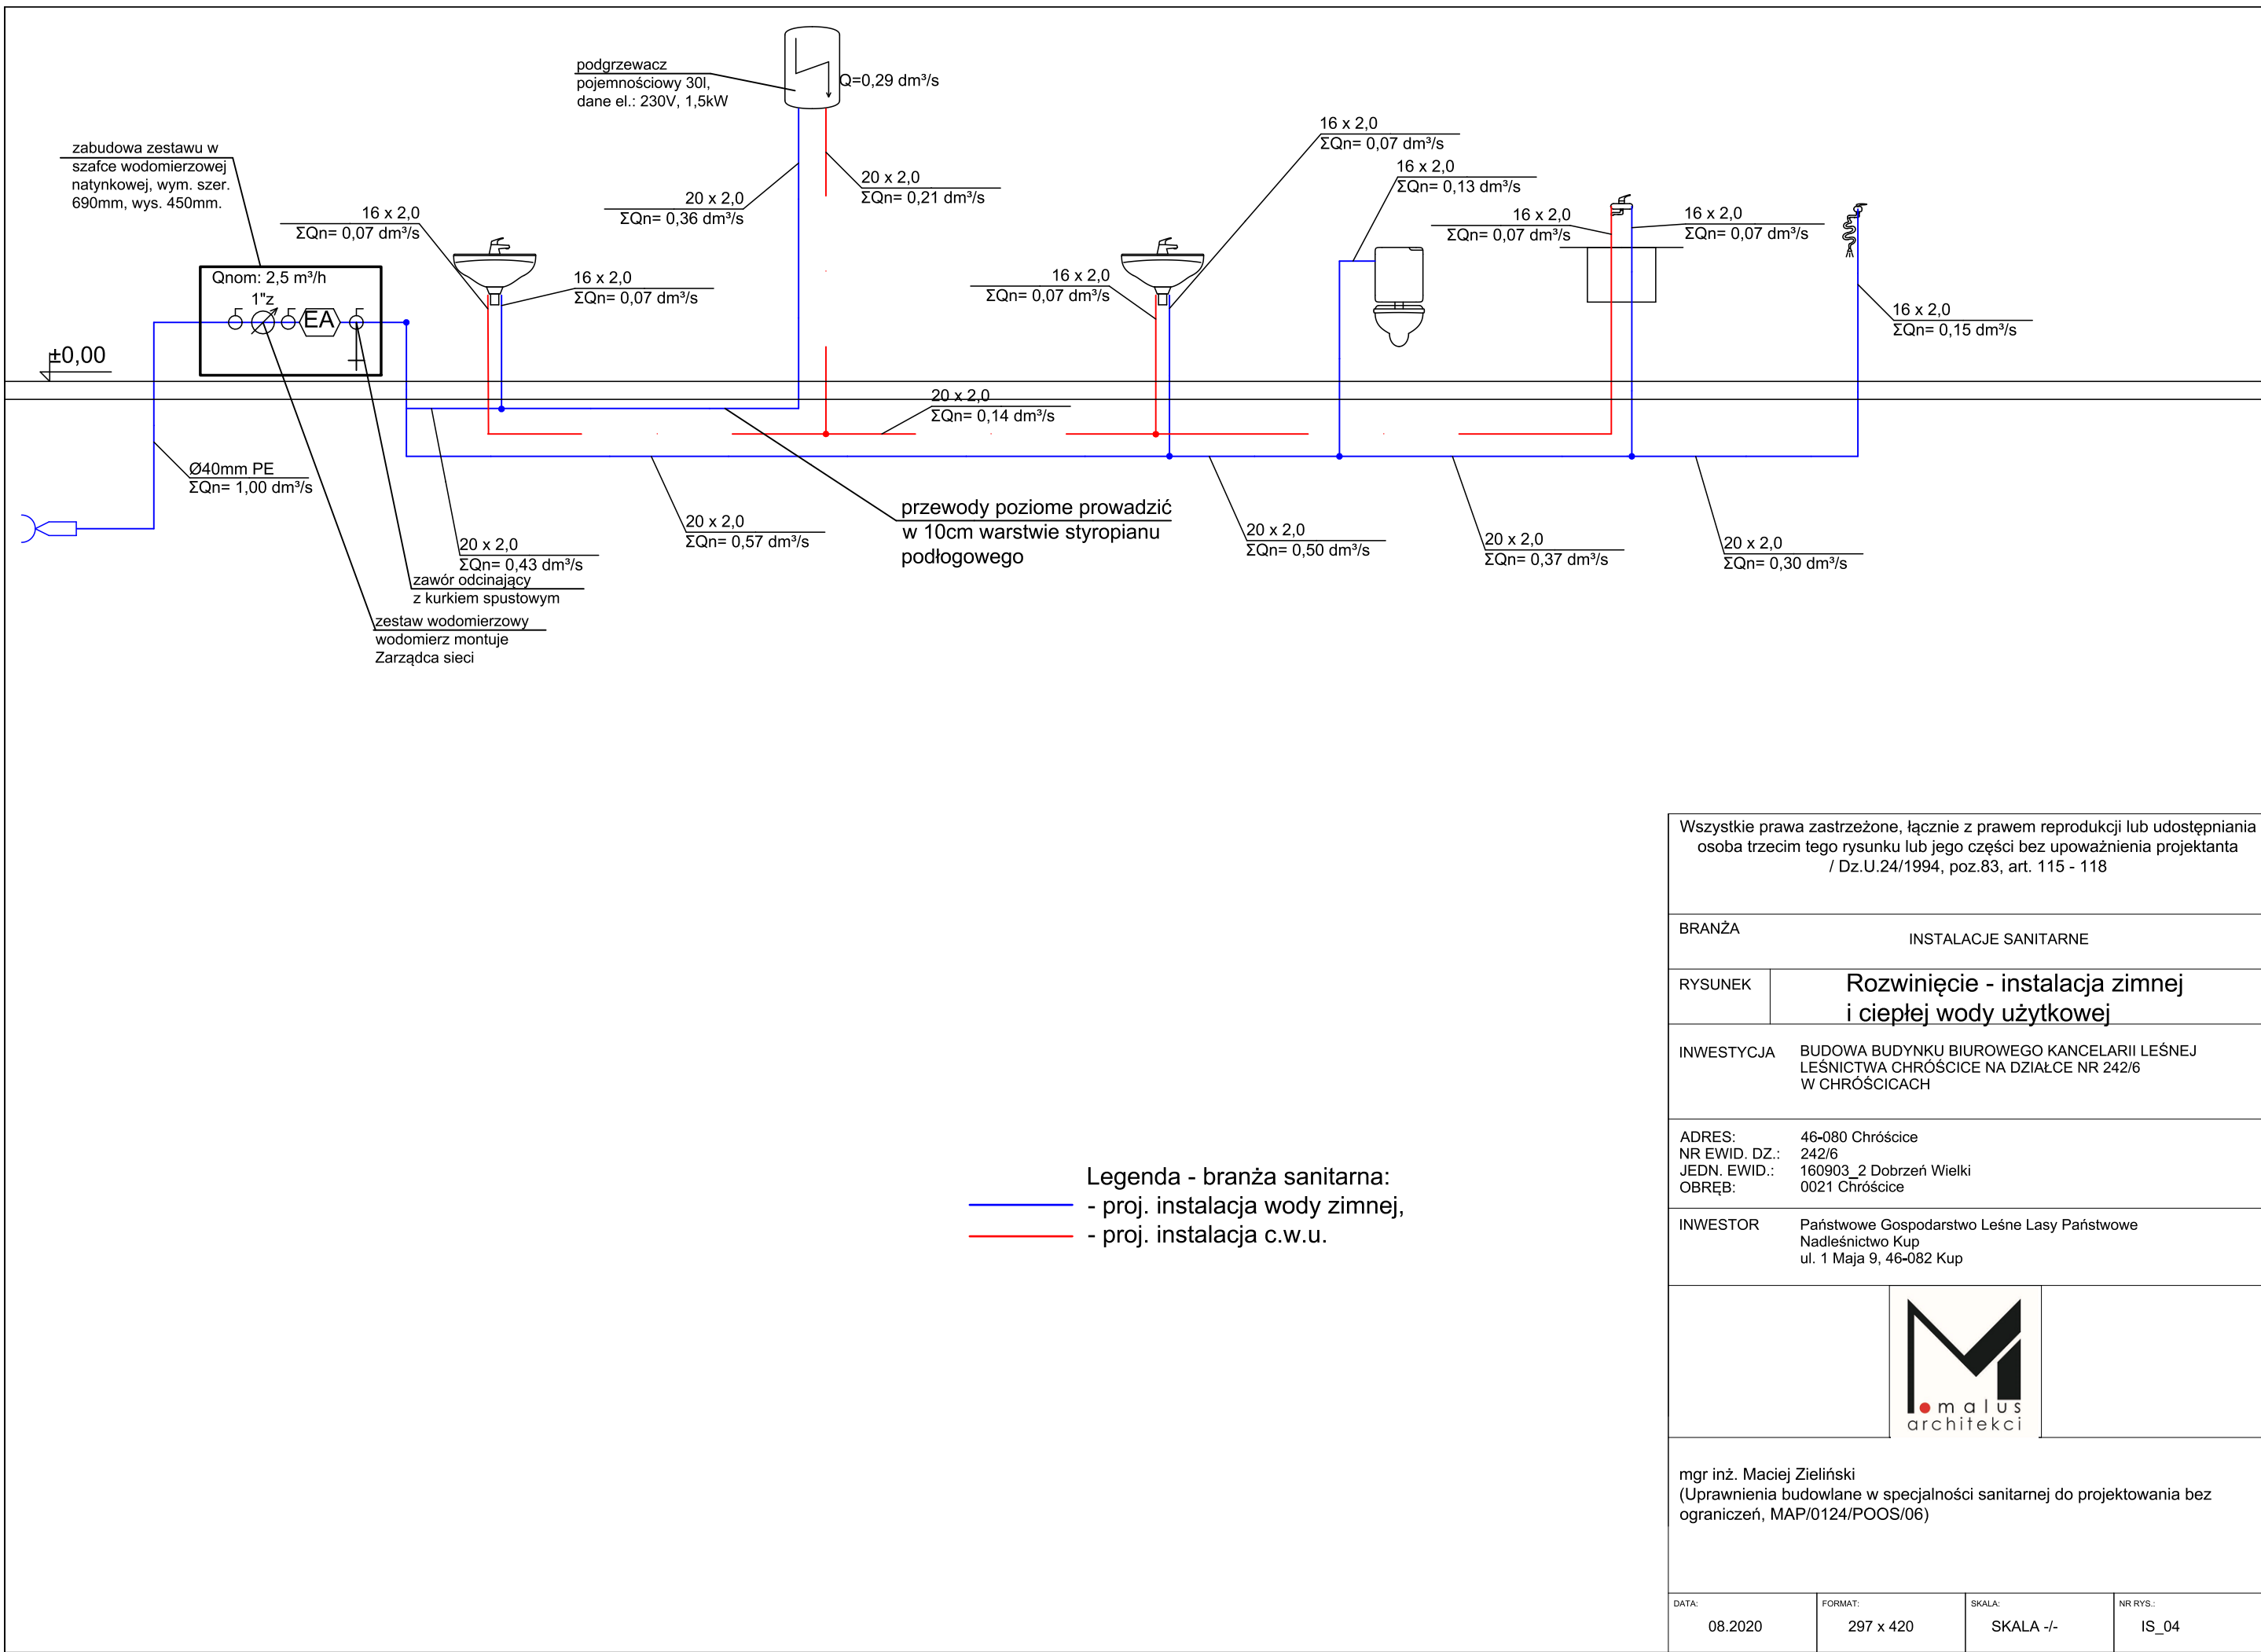 podgrzewacz
pojemnościowy 30l,
dane el.: 230V, 1,5kW
Q=0,29 dm³/s
zabudowa zestawu w
szafce wodomierzowej
natynkowej, wym. szer.
690mm, wys. 450mm.
16 x 2,0
ΣQn= 0,07 dm³/s
20 x 2,0
ΣQn= 0,36 dm³/s
20 x 2,0
ΣQn= 0,21 dm³/s
16 x 2,0
ΣQn= 0,07 dm³/s
16 x 2,0
ΣQn= 0,13 dm³/s
16 x 2,0
ΣQn= 0,07 dm³/s
16 x 2,0
ΣQn= 0,07 dm³/s
Qnom: 2,5 m³/h
1"z
EA
16 x 2,0
ΣQn= 0,07 dm³/s
16 x 2,0
ΣQn= 0,07 dm³/s
16 x 2,0
ΣQn= 0,15 dm³/s
±0,00
20 x 2,0
ΣQn= 0,14 dm³/s
Ø40mm PE
ΣQn= 1,00 dm³/s
20 x 2,0
ΣQn= 0,43 dm³/s
20 x 2,0
ΣQn= 0,57 dm³/s
przewody poziome prowadzić
w 10cm warstwie styropianu
podłogowego
20 x 2,0
ΣQn= 0,50 dm³/s
20 x 2,0
ΣQn= 0,37 dm³/s
20 x 2,0
ΣQn= 0,30 dm³/s
zawór odcinający
z kurkiem spustowym
zestaw wodomierzowy
wodomierz montuje
Zarządca sieci
Legenda - branża sanitarna:
- proj. instalacja wody zimnej,
- proj. instalacja c.w.u.
Wszystkie prawa zastrzeżone, łącznie z prawem reprodukcji lub udostępniania
osoba trzecim tego rysunku lub jego części bez upoważnienia projektanta
/ Dz.U.24/1994, poz.83, art. 115 - 118
BRANŻA
INSTALACJE SANITARNE
RYSUNEK
Rozwinięcie - instalacja zimnej
i ciepłej wody użytkowej
INWESTYCJA
BUDOWA BUDYNKU BIUROWEGO KANCELARII LEŚNEJ
LEŚNICTWA CHRÓŚCICE NA DZIAŁCE NR 242/6
W CHRÓŚCICACH
ADRES: 46-080 Chróścice
NR EWID. DZ.: 242/6
JEDN. EWID.: 160903_2 Dobrzeń Wielki
OBRĘB: 0021 Chróścice
INWESTOR
Państwowe Gospodarstwo Leśne Lasy Państwowe
Nadleśnictwo Kup
ul. 1 Maja 9, 46-082 Kup
malus
architekci
mgr inż. Maciej Zieliński
(Uprawnienia budowlane w specjalności sanitarnej do projektowania bez
ograniczeń, MAP/0124/POOS/06)
DATA: FORMAT: SKALA: NR RYS.:
08.2020 297 x 420 SKALA -/- IS_04